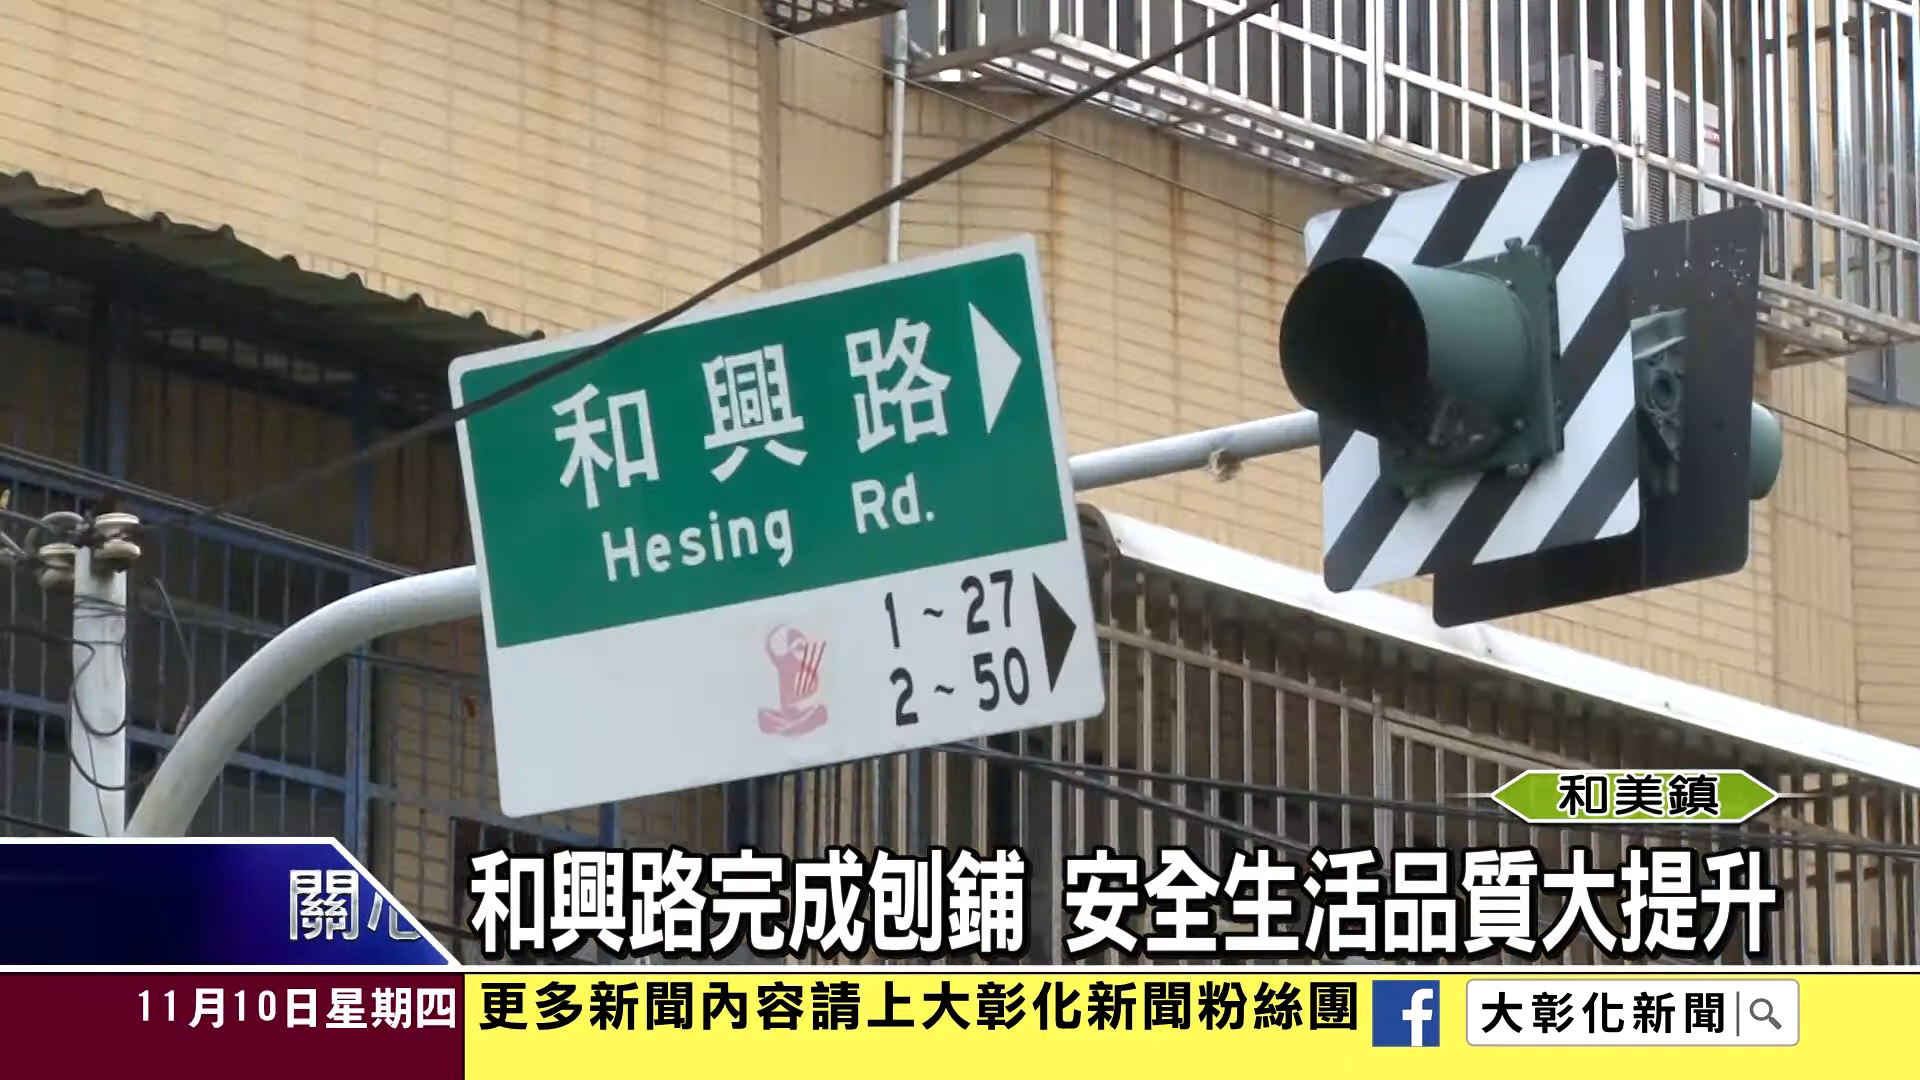 和興路
Hesing Rd.
1~27
2~50
和美鎮
關心
和興路完成刨鋪 安全生活品質大提升
11月10日星期四
更多新聞內容請上大彰化新聞粉絲團
大彰化新聞